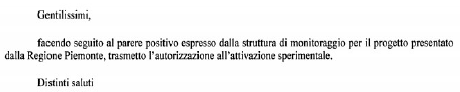 Gentilissimi,
facendo seguito al parere positivo espresso dalla struttura di monitoraggio per il progetto presentato
dalla Regione Piemonte, trasmetto l'autorizzazione all'attivazione sperimentale.
Distinti saluti